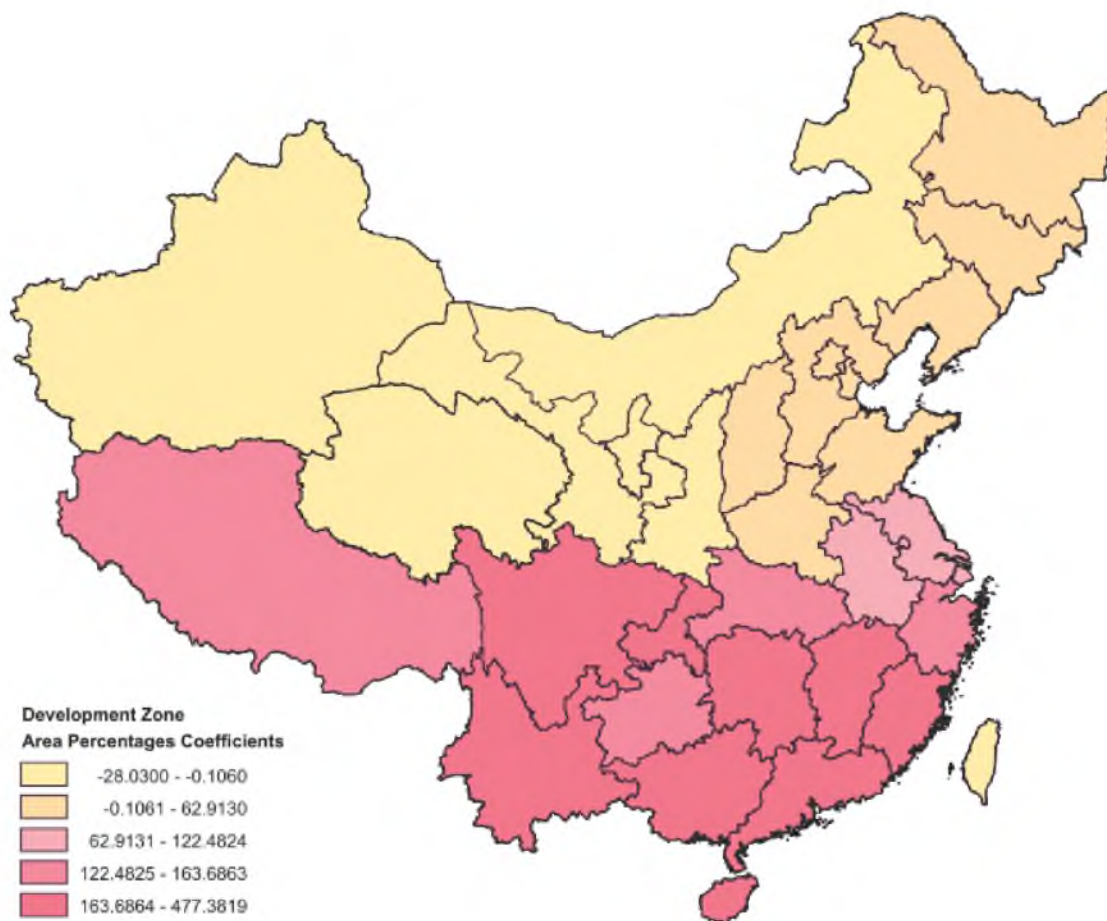 Development Zone
Area Percentages Coefficients
-28.0300 - -0.1060
-0.1061 - 62.9130
62.9131 - 122.4824
122.4825 - 163.6863
163.6864 - 477.3819